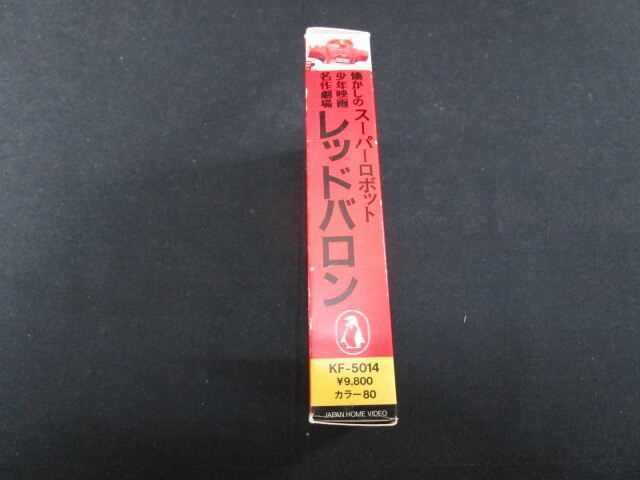 懐かしの
少年映画
名作劇場
スーパーロボット
レッドバロン
KF-5014
¥9,800
カラー80
JAPAN HOME VIDEO